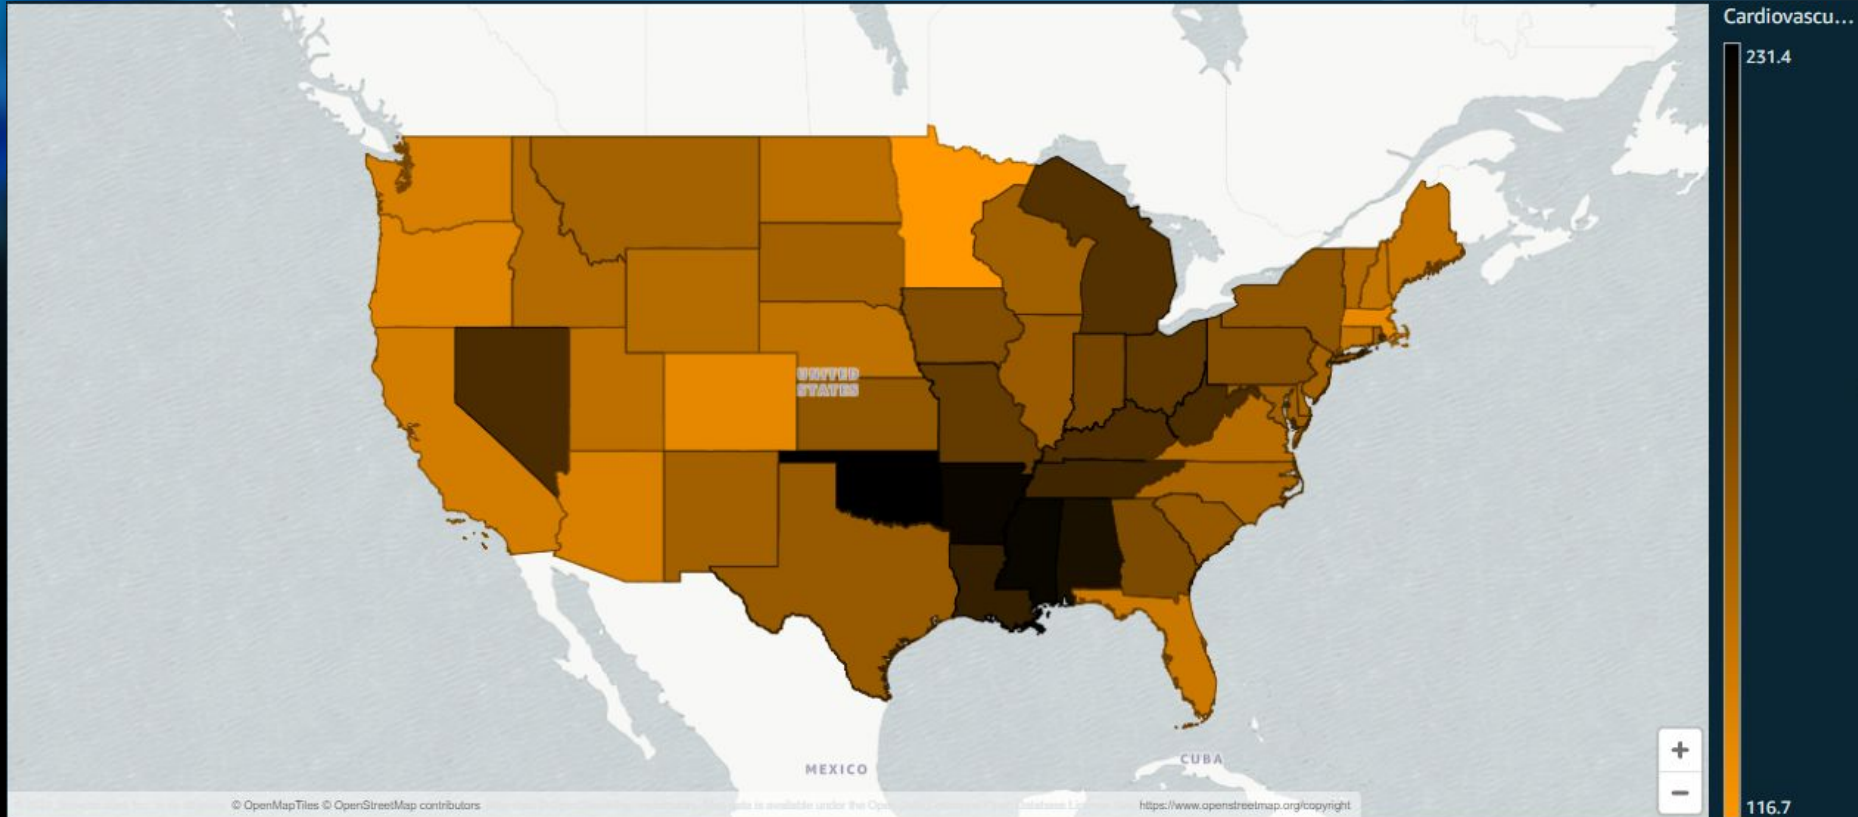 Cardiovascu...
231.4
UNITED
STATES
MEXICO
CUBA
+
−
© OpenMapTiles © OpenStreetMap contributors
https://www.openstreetmap.org/copyright
116.7